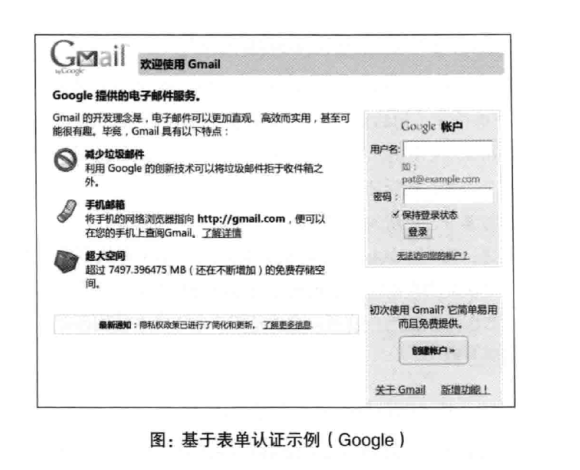 Gmail
by Google
欢迎使用 Gmail
Google 提供的电子邮件服务。
Gmail 的开发理念是，电子邮件可以更加直观、高效而实用，甚至可
能很有趣。毕竟，Gmail 具有以下特点：
减少垃圾邮件
利用 Google 的创新技术可以将垃圾邮件拒于收件箱之
外。
手机邮箱
将手机的网络浏览器指向 http://gmail.com，便可以
在您的手机上查阅Gmail。了解详情
超大空间
超过 7497.396475 MB（还在不断增加）的免费存储空
间。
最新通知：隐私权政策已进行了简化和更新。 了解更多信息
Google 帐户
用户名:
如：
pat@example.com
密码：
保持登录状态
登录
无法访问您的帐户？
初次使用 Gmail? 它简单易用
而且免费提供。
创建帐户 »
关于 Gmail 新增功能！
图：基于表单认证示例（Google）